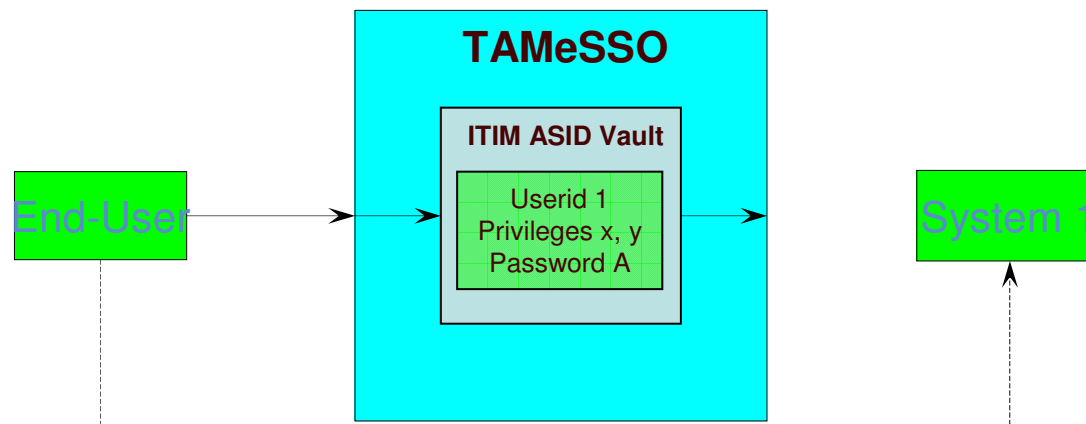 TAMeSSO
ITIM ASID Vault
End-User
Userid 1
Privileges x, y
Password A
System 1